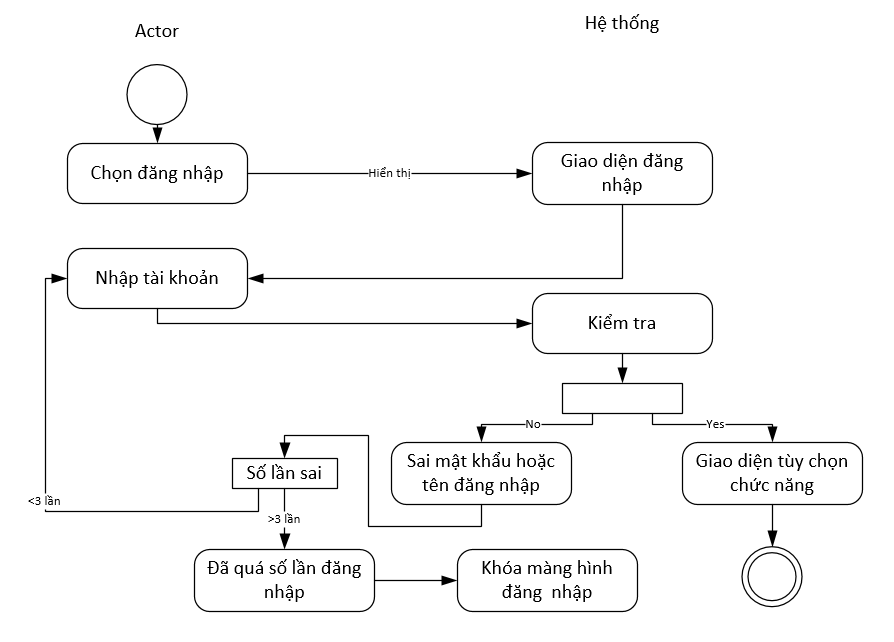 Actor
Hệ thống
Chọn đăng nhập
Hiển thị
Giao diện đăng
nhập
Nhập tài khoản
Kiểm tra
No
Yes
Số lần sai
Sai mật khẩu hoặc
tên đăng nhập
Giao diện tùy chọn
chức năng
<3 lần
>3 lần
Đã quá số lần đăng
nhập
Khóa màng hình
đăng nhập